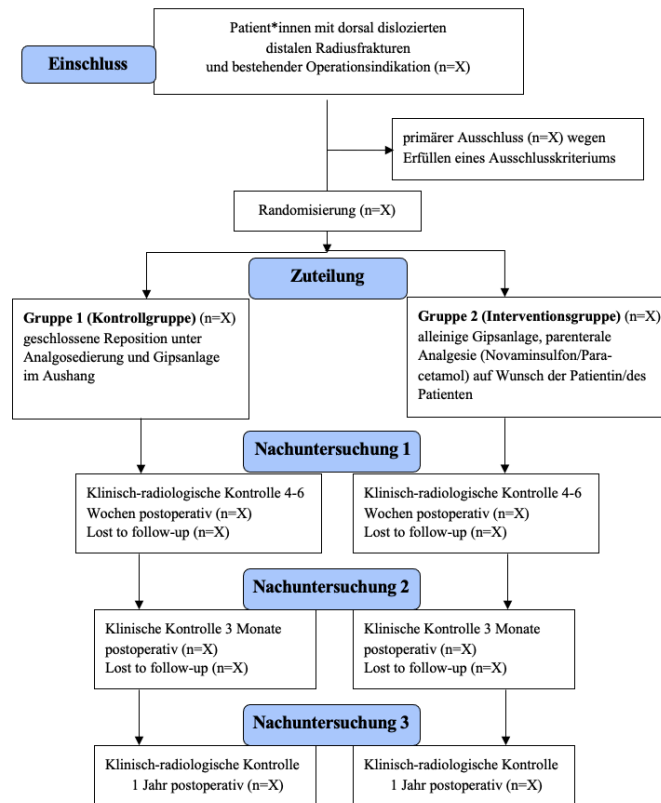 Patient*innen mit dorsal dislozierten
distalen Radiusfrakturen
und bestehender Operationsindikation (n=X)
Einschluss
primärer Ausschluss (n=X) wegen
Erfüllen eines Ausschlusskriteriums
Randomisierung (n=X)
Zuteilung
Gruppe 1 (Kontrollgruppe) (n=X)
geschlossene Reposition unter
Analgosedierung und Gipsanlage
im Aushang
Gruppe 2 (Interventionsgruppe) (n=X)
alleinige Gipsanlage, parenterale
Analgesie (Novaminsulfon/Para-
cetamol) auf Wunsch der Patientin/des
Patienten
Nachuntersuchung 1
Klinisch-radiologische Kontrolle 4-6
Wochen postoperativ (n=X)
Lost to follow-up (n=X)
Klinisch-radiologische Kontrolle 4-6
Wochen postoperativ (n=X)
Lost to follow-up (n=X)
Nachuntersuchung 2
Klinische Kontrolle 3 Monate
postoperativ (n=X)
Lost to follow-up (n=X)
Klinische Kontrolle 3 Monate
postoperativ (n=X)
Lost to follow-up (n=X)
Nachuntersuchung 3
Klinisch-radiologische Kontrolle
1 Jahr postoperativ (n=X)
Klinisch-radiologische Kontrolle
1 Jahr postoperativ (n=X)